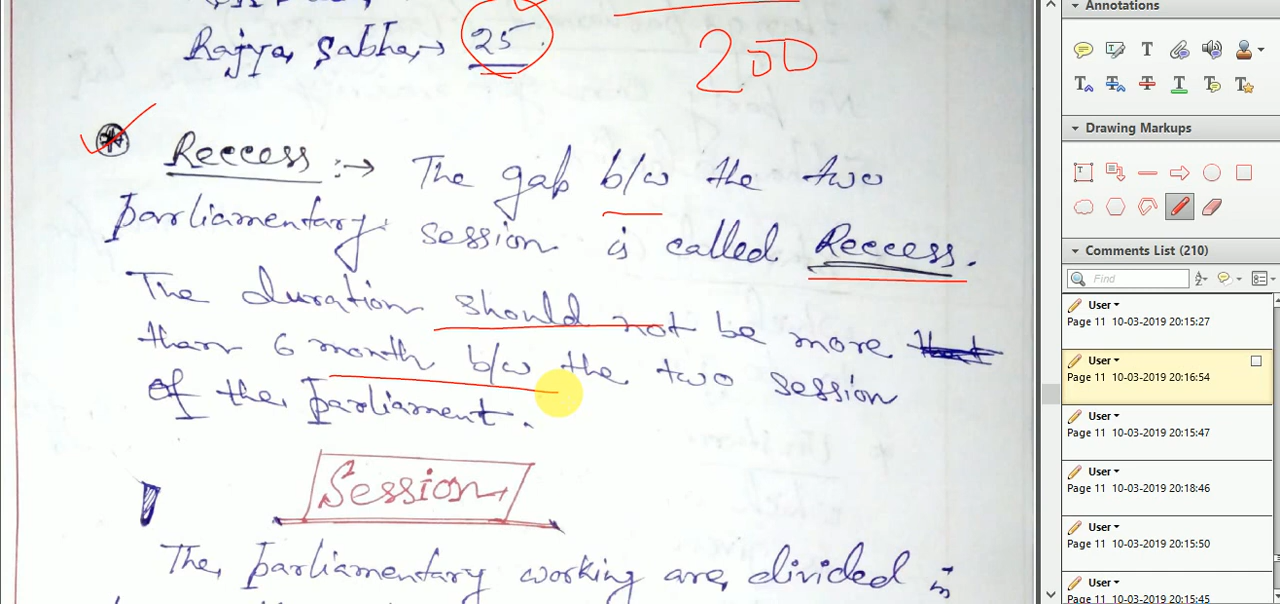 Rajya Sabha → 25.
200
Reccess :→ The gap b/w the two
parliamentary session is called Reccess.
The duration should not be more
than 6 month b/w the two session
of the parliament.
Session
The parliamentary working are divided in
Annotations
T
Drawing Markups
Comments List (210)
Find
User
Page 11 10-03-2019 20:15:27
User
Page 11 10-03-2019 20:16:54
User
Page 11 10-03-2019 20:15:47
User
Page 11 10-03-2019 20:18:46
User
Page 11 10-03-2019 20:15:50
User
Page 11 10-03-2019 20:15:45